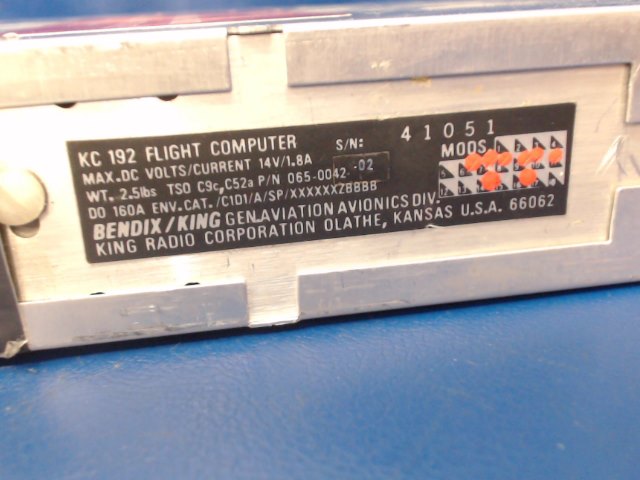 KC 192 FLIGHT COMPUTER S/N: 41051
MAX.DC VOLTS/CURRENT 14V/1.8A MODS
WT. 2.5lbs TSO C9c,C52a P/N 065-0042- -02
DO 160A ENV.CAT./C1D1/A/SP/XXXXXXZBBBB
BENDIX/KING GEN.AVIATION AVIONICS DIV.
KING RADIO CORPORATION OLATHE, KANSAS U.S.A. 66062